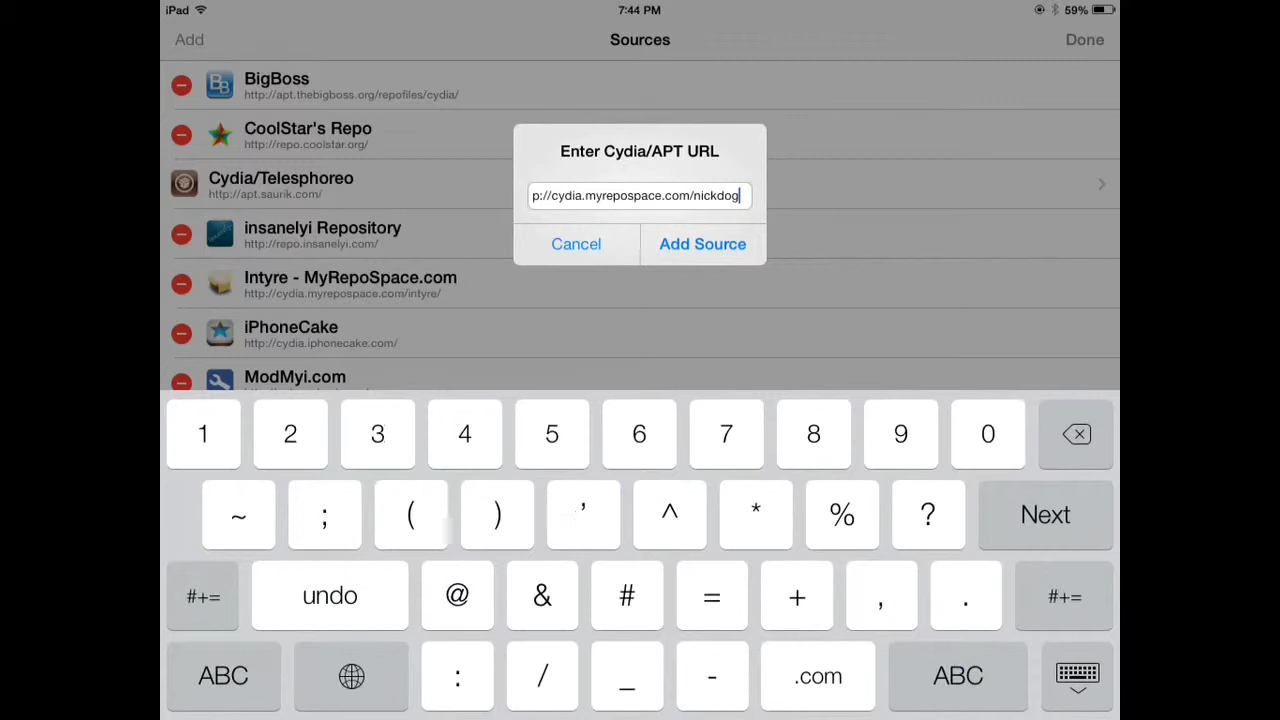 iPad 7:44 PM 59%
Add Sources Done
BigBoss
http://apt.thebigboss.org/repofiles/cydia/
CoolStar's Repo
http://repo.coolstar.org/
Cydia/Telesphoreo
http://apt.saurik.com/
insanelyi Repository
http://repo.insanelyi.com/
Intyre - MyRepoSpace.com
http://cydia.myrepospace.com/intyre/
iPhoneCake
http://cydia.iphonecake.com/
ModMyi.com
Enter Cydia/APT URL
p://cydia.myrepospace.com/nickdog
Cancel Add Source
1 2 3 4 5 6 7 8 9 0
~ ; ( ) ’ ^ * % ? Next
#+= undo @ & # = + , . #+=
ABC : / _ - .com ABC